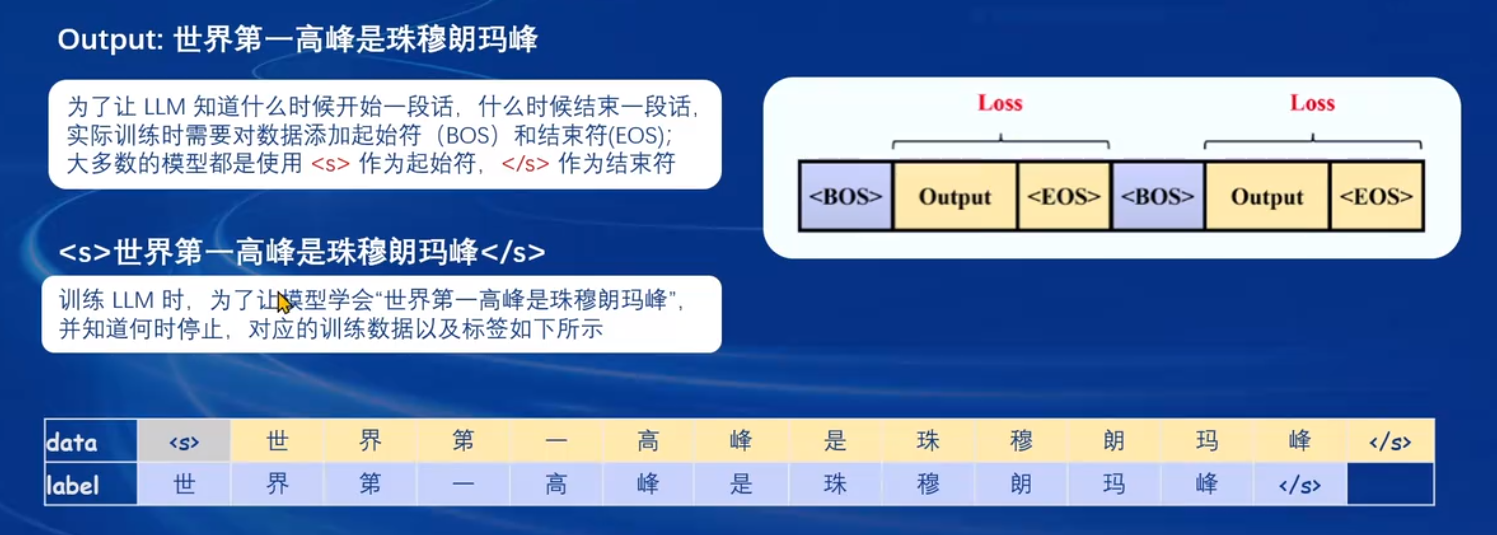 Output: 世界第一高峰是珠穆朗玛峰
为了让 LLM 知道什么时候开始一段话，什么时候结束一段话，
实际训练时需要对数据添加起始符（BOS）和结束符(EOS);
大多数的模型都是使用 <s> 作为起始符，</s> 作为结束符
Loss Loss
<BOS> Output <EOS> <BOS> Output <EOS>
<s>世界第一高峰是珠穆朗玛峰</s>
训练 LLM 时，为了让模型学会“世界第一高峰是珠穆朗玛峰”，
并知道何时停止，对应的训练数据以及标签如下所示
data <s> 世 界 第 一 高 峰 是 珠 穆 朗 玛 峰 </s>
label 世 界 第 一 高 峰 是 珠 穆 朗 玛 峰 </s>